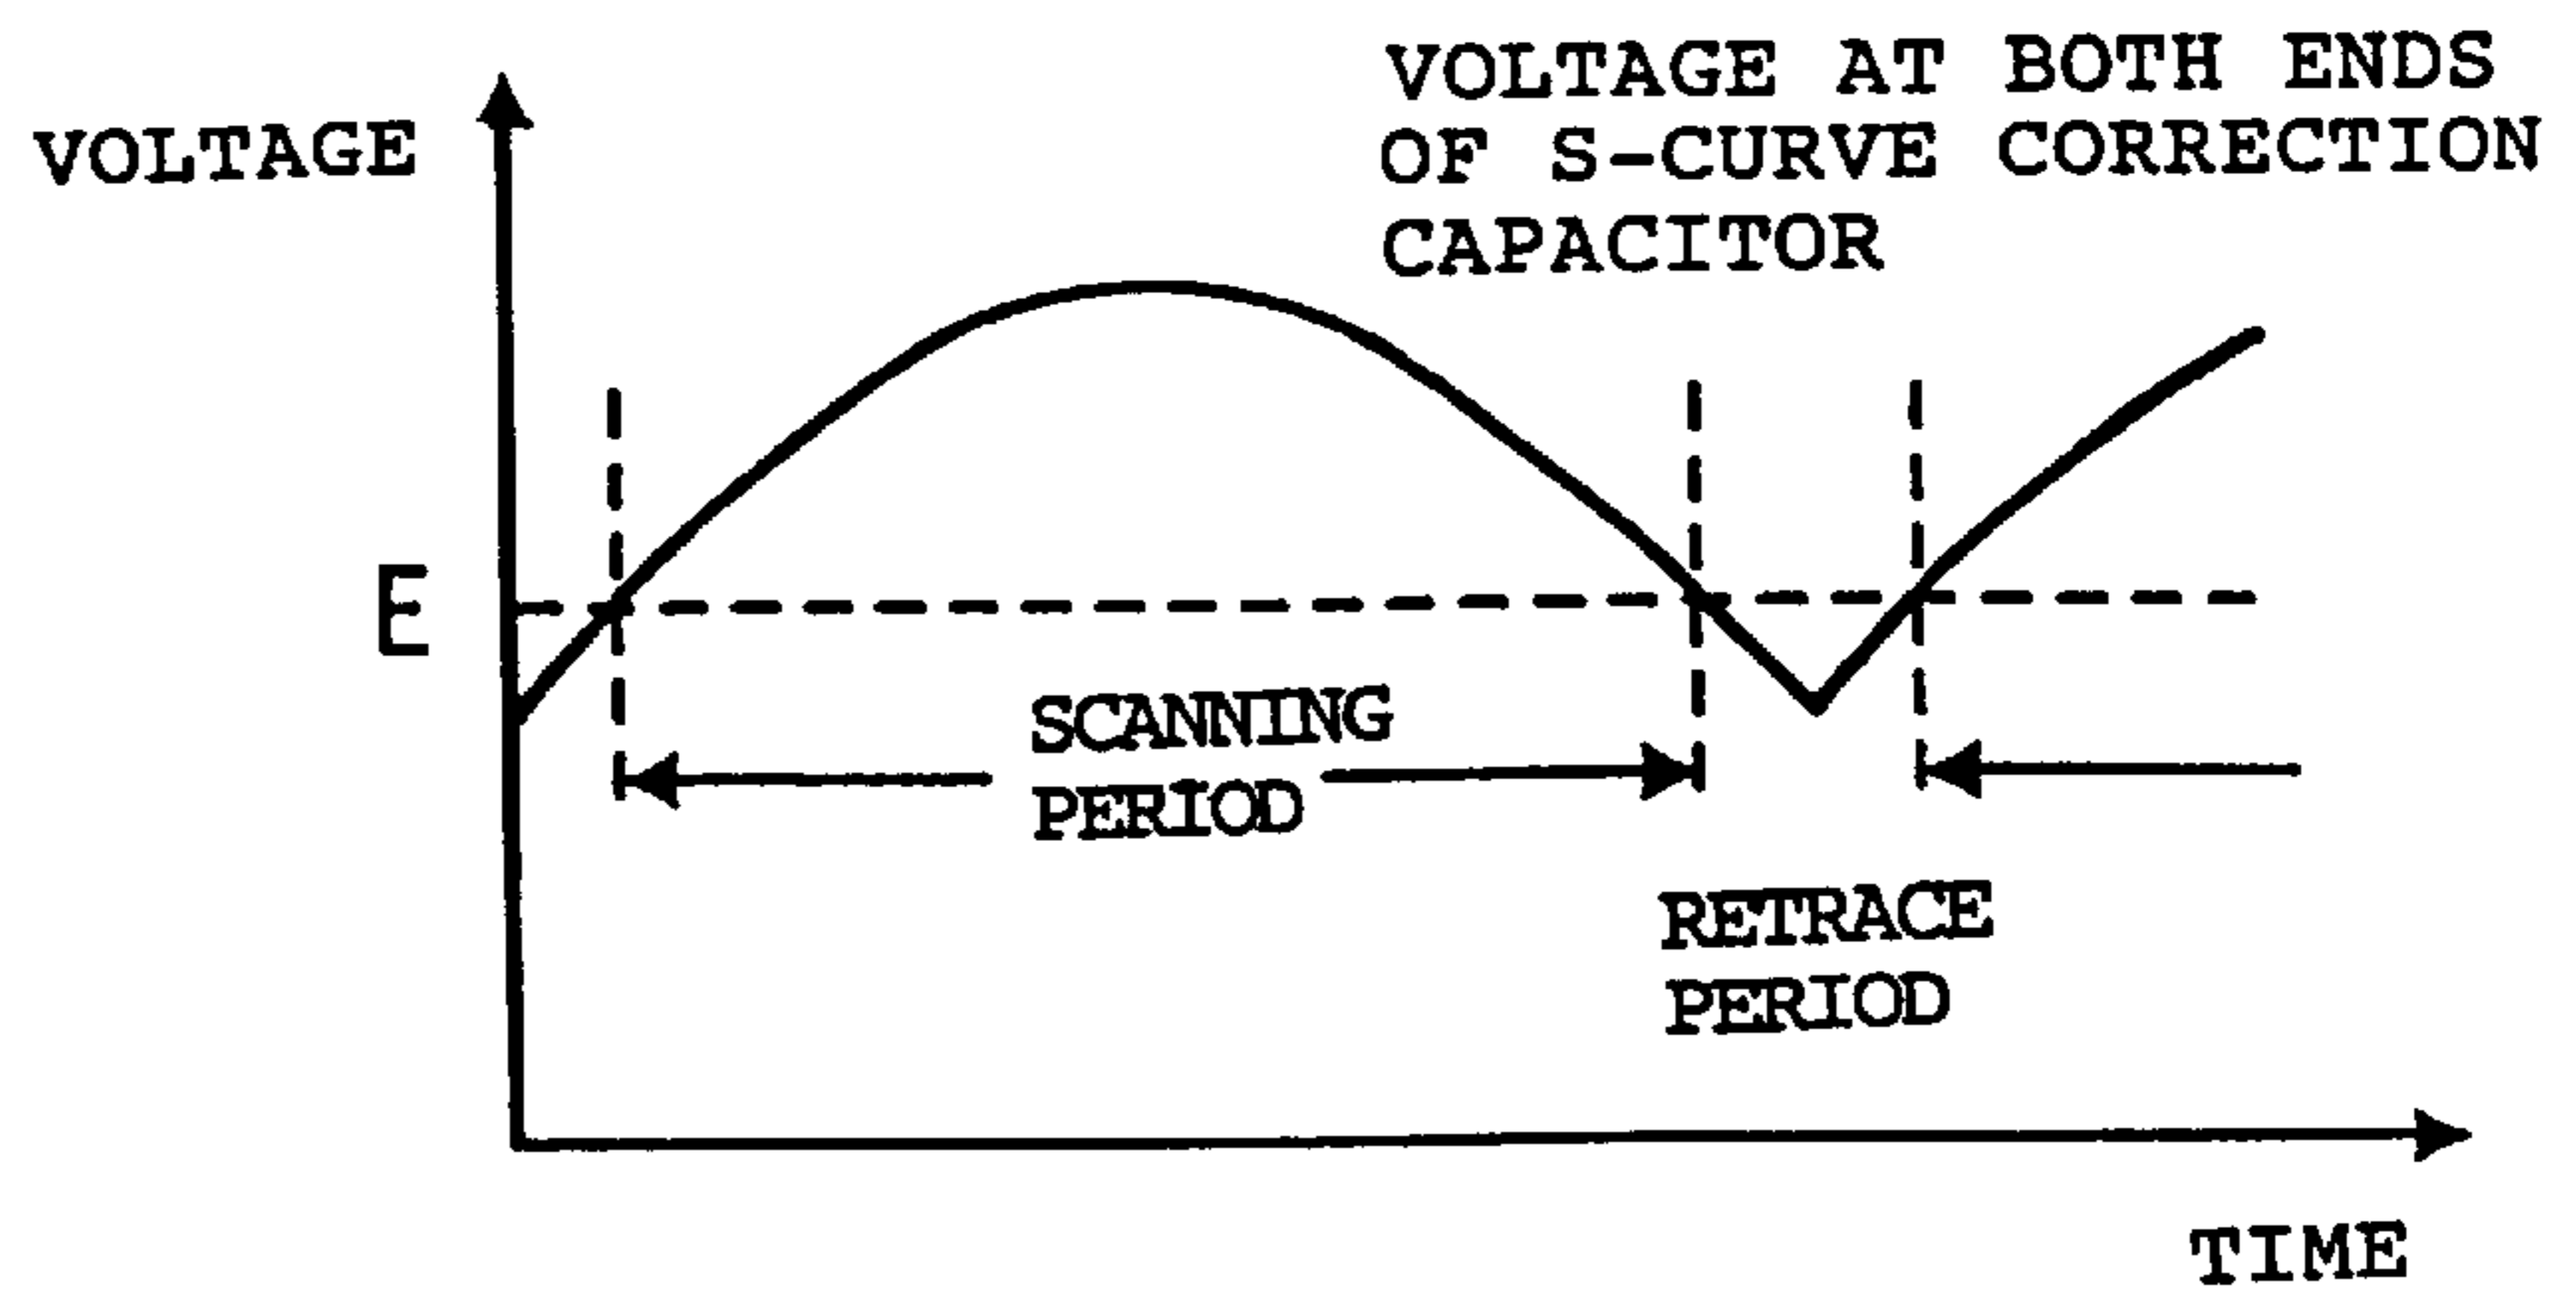 VOLTAGE
VOLTAGE AT BOTH ENDS
OF S-CURVE CORRECTION
CAPACITOR
E
SCANNING
PERIOD
RETRACE
PERIOD
TIME